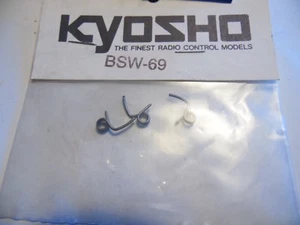 KYOSHO
THE FINEST RADIO CONTROL MODELS
BSW-69